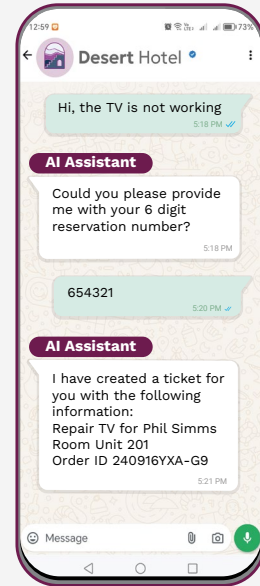 12:59
73%
Desert Hotel
Hi, the TV is not working
5:18 PM
AI Assistant
Could you please provide
me with your 6 digit
reservation number?
5:18 PM
654321
5:20 PM
AI Assistant
I have created a ticket for
you with the following
information:
Repair TV for Phil Simms
Room Unit 201
Order ID 240916YXA-G9
5:21 PM
Message